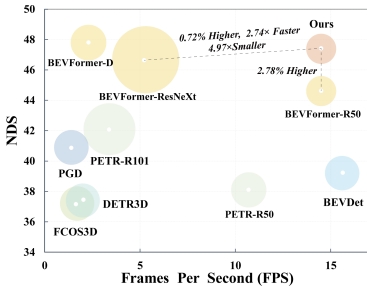 50
48
46
44
42
40
38
36
34
NDS
0
5
10
15
Frames Per Second (FPS)
Ours
0.72% Higher, 2.74× Faster
4.97×Smaller
BEVFormer-D
2.78% Higher
BEVFormer-ResNeXt
BEVFormer-R50
PETR-R101
PGD
BEVDet
DETR3D
PETR-R50
FCOS3D